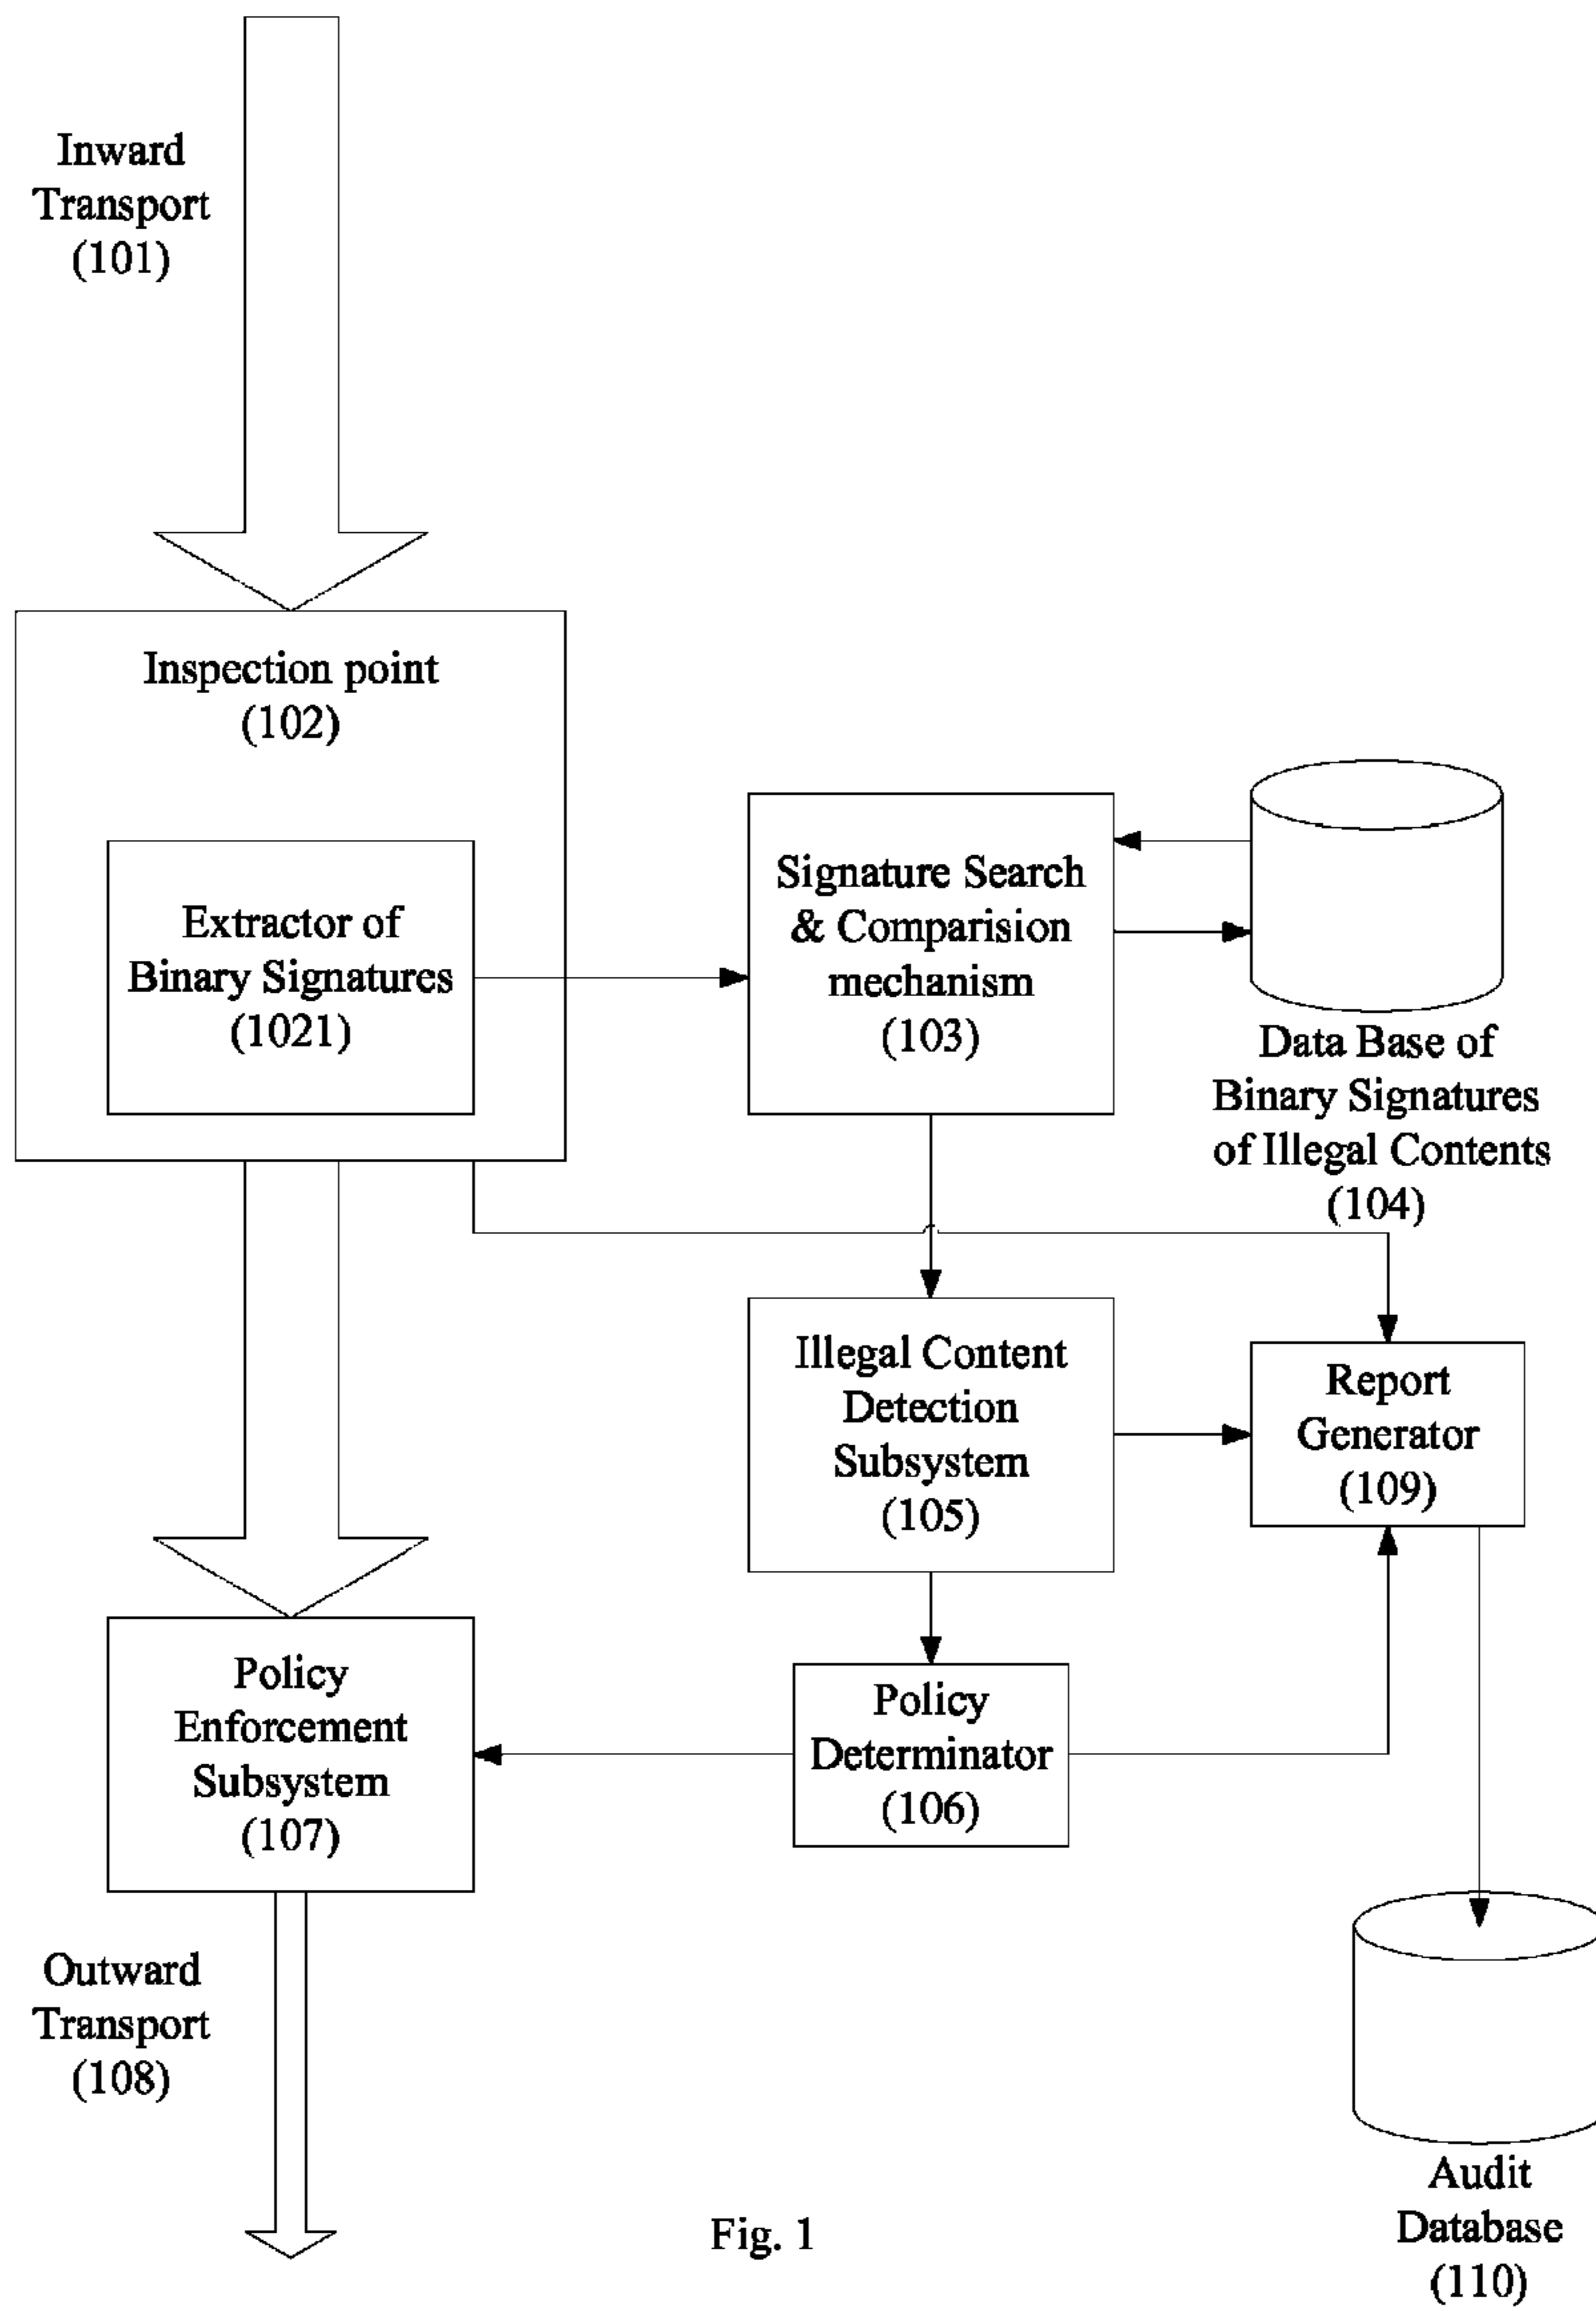 Inward
Transport
(101)
Inspection point
(102)
Extractor of
Binary Signatures
(1021)
Signature Search
& Comparision
mechanism
(103)
Data Base of
Binary Signatures
of Illegal Contents
(104)
Illegal Content
Detection
Subsystem
(105)
Report
Generator
(109)
Policy
Enforcement
Subsystem
(107)
Policy
Determinator
(106)
Outward
Transport
(108)
Audit
Database
(110)
Fig. 1